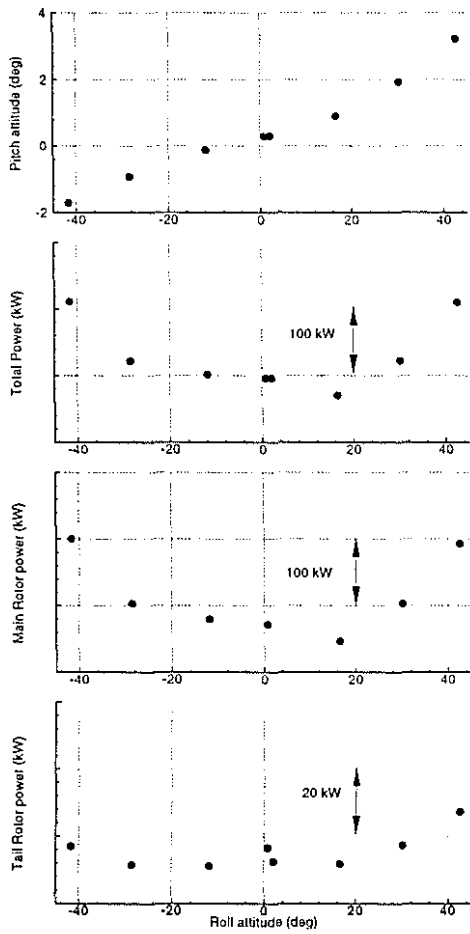 4
2
0
-2
Pitch attitude (deg)
-40 -20 0 20 40
Total Power (kW)
100 kW
-40 -20 0 20 40
Main Rotor power (kW)
100 kW
-40 -20 0 20 40
Tail Rotor power (kW)
20 kW
-40 -20 0 20 40
Roll attitude (deg)